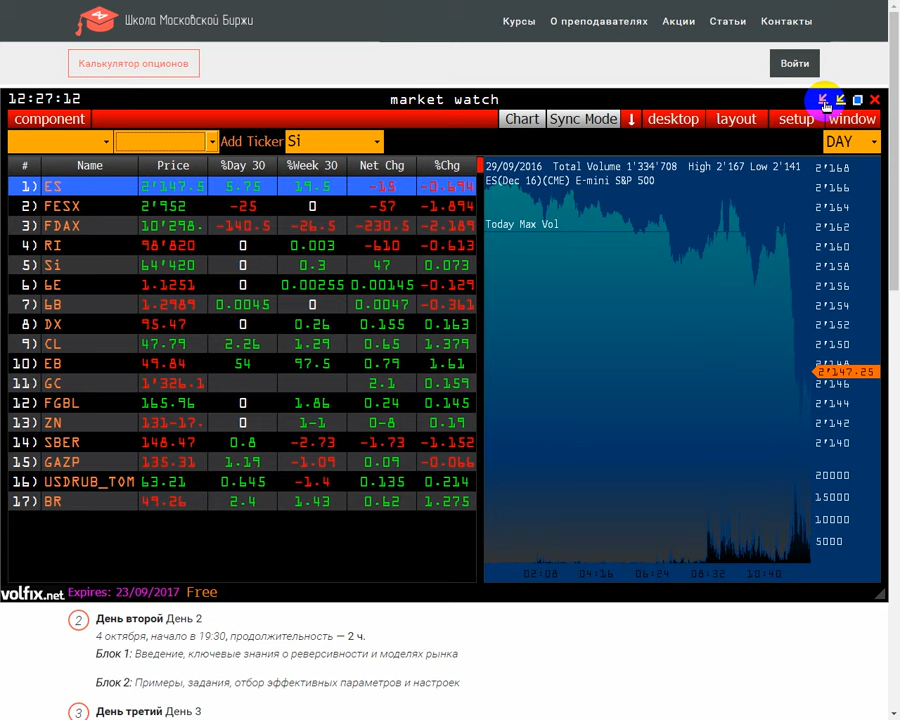 Школа Московской Биржи
Курсы О преподавателях Акции Статьи Контакты
Калькулятор опционов
Войти
12:27:12 market watch
component Chart Sync Mode ↓ desktop layout setup window
Add Ticker Si DAY
# Name Price %Day 30 %Week 30 Net Chg %Chg
1) ES 2'147.5 5.75 19.5 -15 -0.694
2) FESX 2'952 -25 0 -57 -1.894
3) FDAX 10'298. -140.5 -26.5 -230.5 -2.189
4) RI 98'820 0 0.003 -610 -0.613
5) Si 64'420 0 0.3 47 0.073
6) 6E 1.1251 0 0.00255 0.00145 -0.129
7) 6B 1.2989 0.0045 0 0.0047 -0.361
8) DX 95.47 0 0.26 0.155 0.163
9) CL 47.79 2.26 1.29 0.65 1.379
10) EB 49.84 54 97.5 0.79 1.61
11) GC 1'326.1 2.1 0.159
12) FGBL 165.96 0 1.86 0.24 0.145
13) ZN 131-17. 0 1-1 0-8 0.19
14) SBER 148.47 0.8 -2.73 -1.73 -1.152
15) GAZP 135.31 1.19 -1.09 0.09 -0.066
16) USDRUB_TOM 63.21 0.645 -1.4 0.135 0.214
17) BR 49.26 2.4 1.43 0.62 1.275
29/09/2016 Total Volume 1'334'708 High 2'167 Low 2'141
ES(Dec 16)(CME) E-mini S&P 500
Today Max Vol
2'168
2'166
2'164
2'162
2'160
2'158
2'156
2'154
2'152
2'150
2'147.25
2'146
2'144
2'142
2'140
20000
15000
10000
5000
02:08 04:16 06:24 08:32 10:40
volfix.net Expires: 23/09/2017 Free
2 День второй День 2
4 октября, начало в 19:30, продолжительность — 2 ч.
Блок 1: Введение, ключевые знания о реверсивности и моделях рынка
Блок 2: Примеры, задания, отбор эффективных параметров и настроек
3 День третий День 3